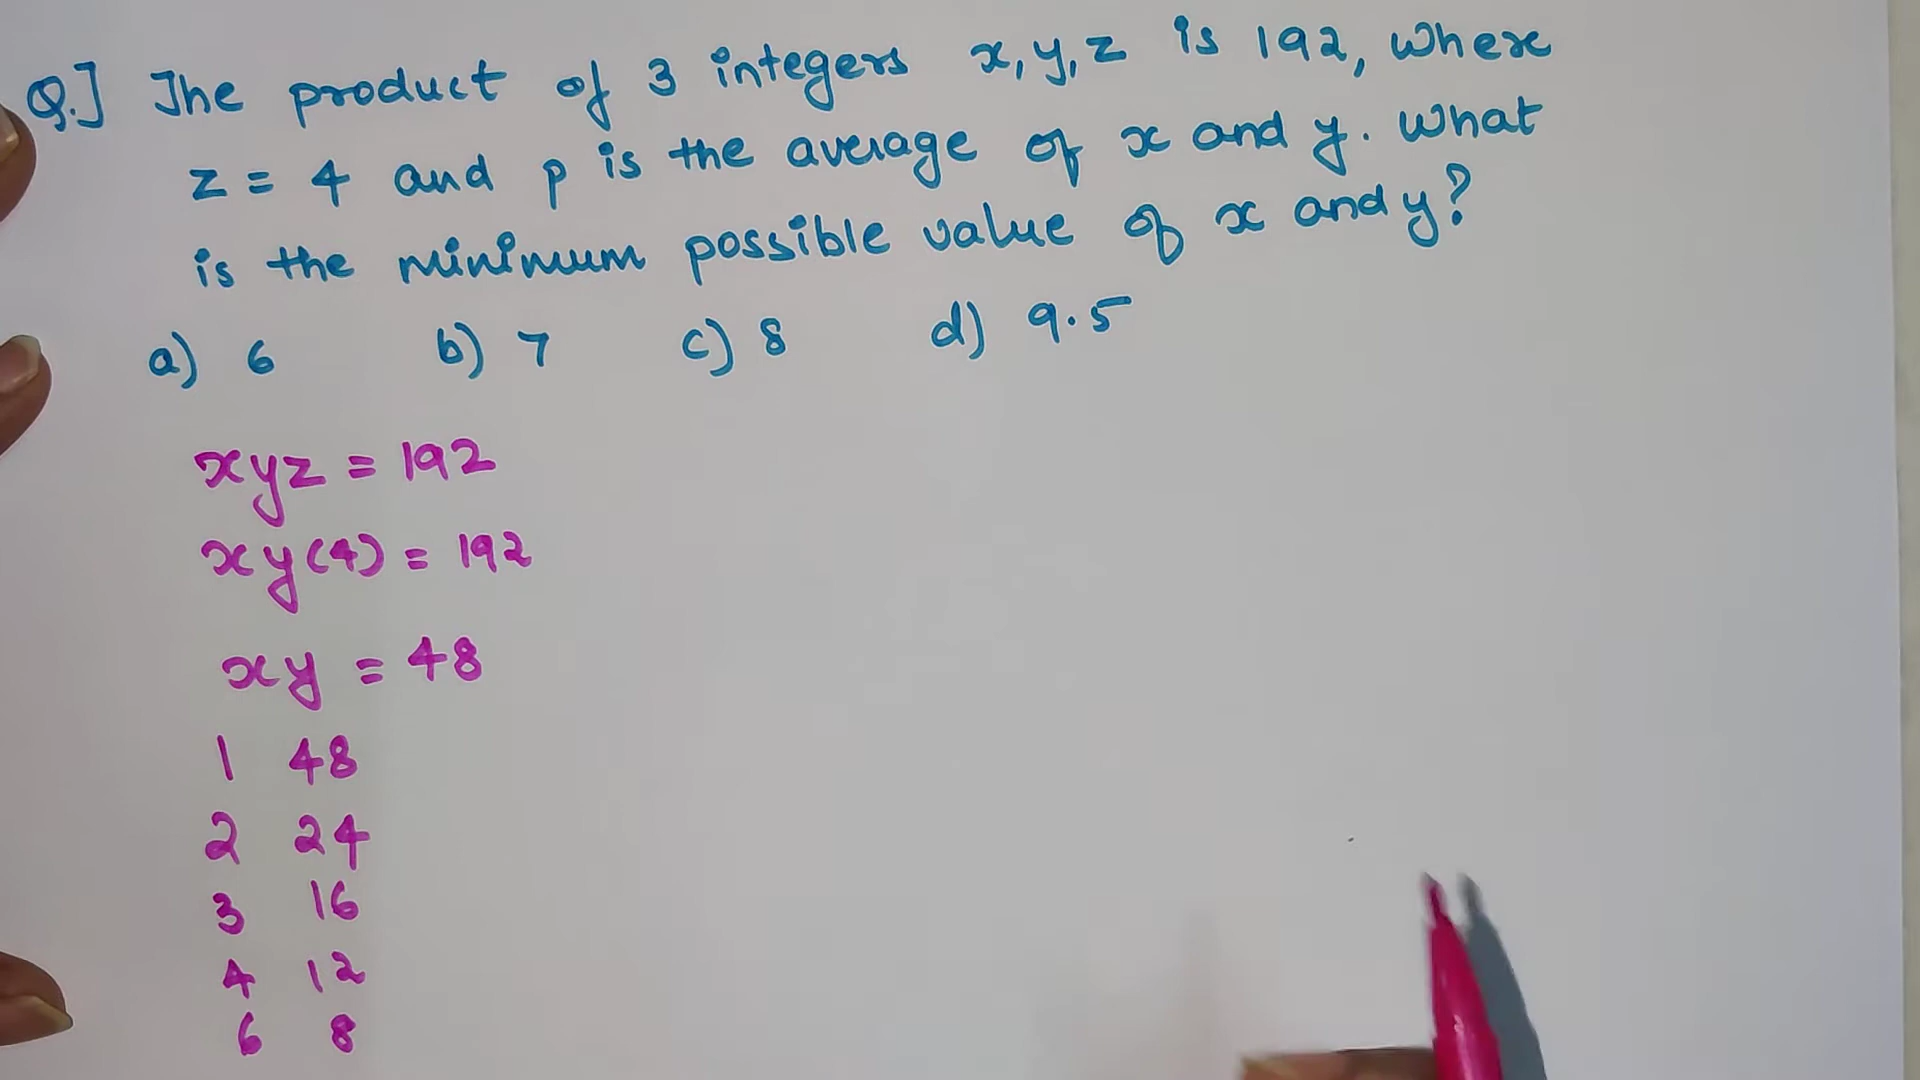 Q.] The product of 3 integers x, y, z is 192, where
z = 4 and p is the average of x and y. What
is the minimum possible value of x and y?
a) 6 b) 7 c) 8 d) 9.5
xyz = 192
xy(4) = 192
xy = 48
1 48
2 24
3 16
4 12
6 8